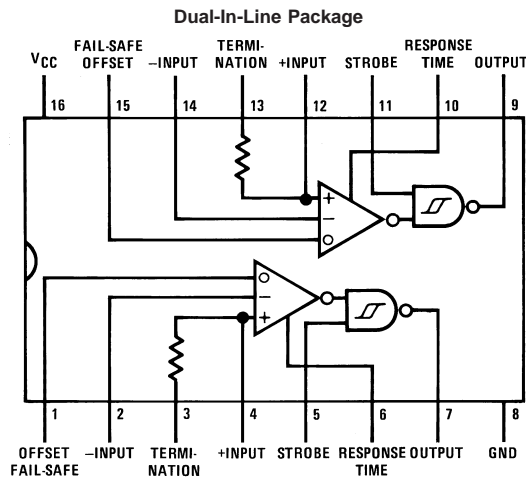 Dual-In-Line Package
VCC
FAIL-SAFE
OFFSET
–INPUT
TERMI-
NATION
+INPUT
STROBE
RESPONSE
TIME
OUTPUT
16 15 14 13 12 11 10 9
+
–
+
–
1 2 3 4 5 6 7 8
OFFSET
FAIL-SAFE
–INPUT
TERMI-
NATION
+INPUT
STROBE
RESPONSE
TIME
OUTPUT
GND